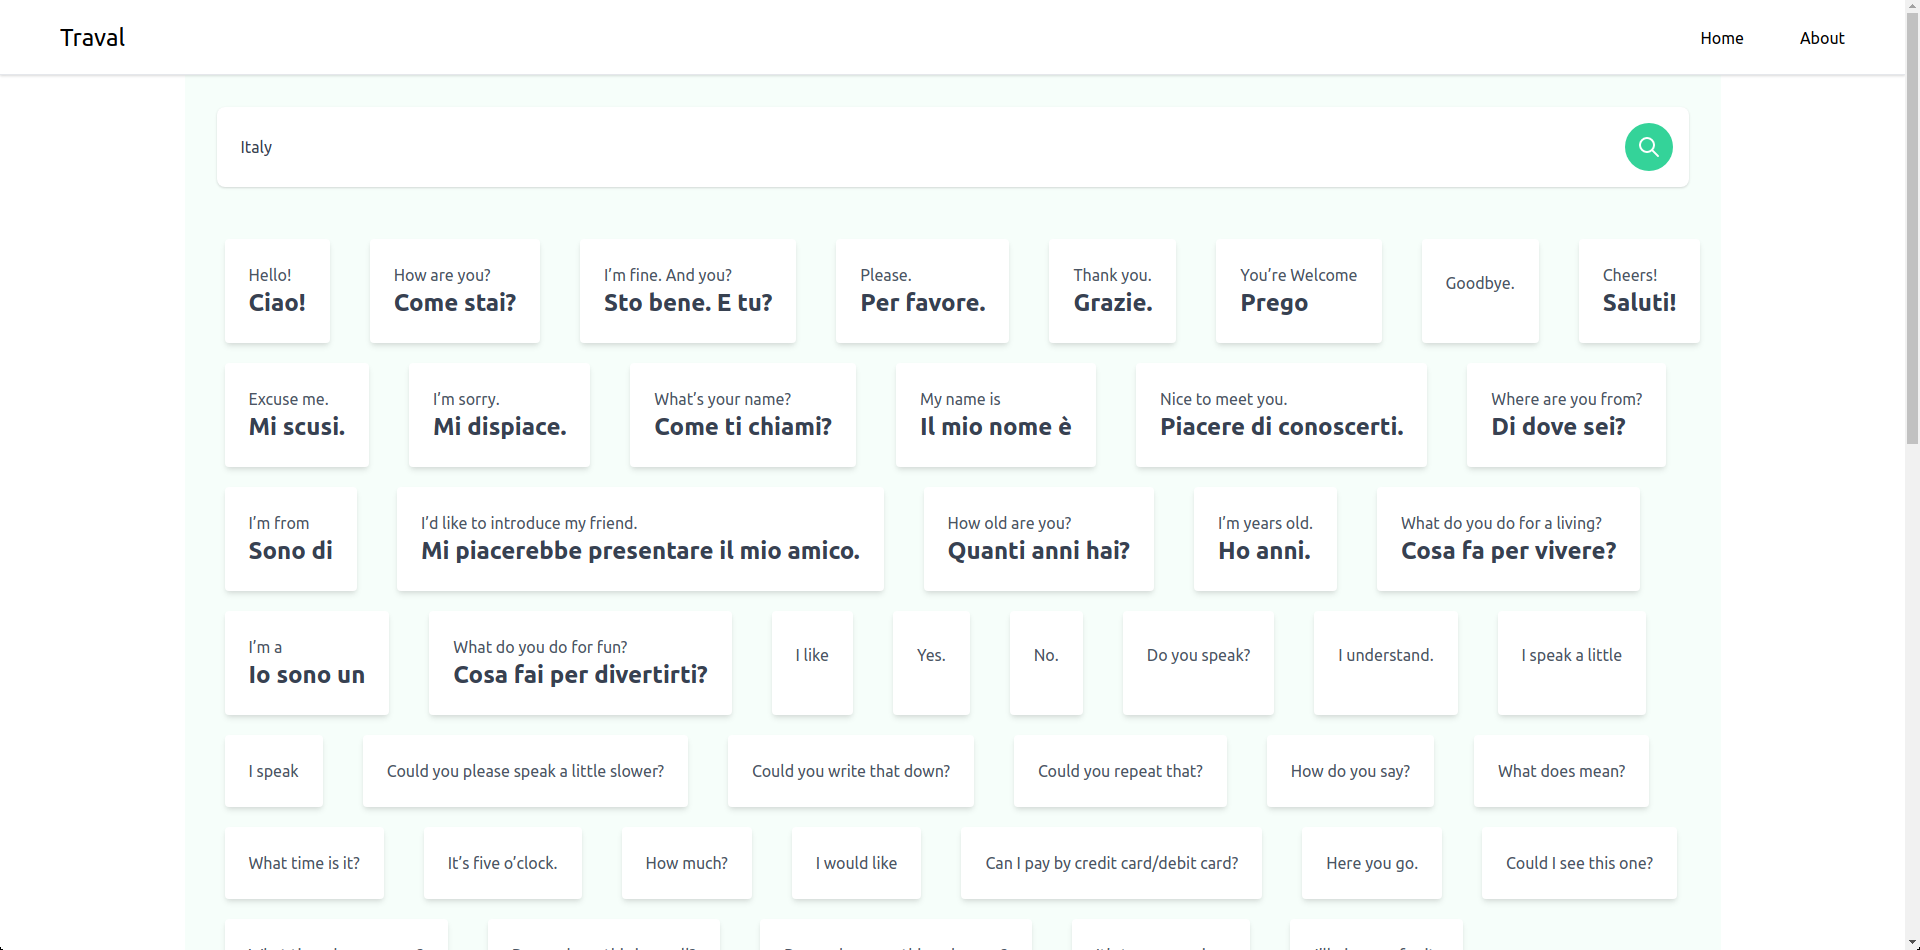 Traval
Home
About
Italy
Hello!
Ciao!
How are you?
Come stai?
I’m fine. And you?
Sto bene. E tu?
Please.
Per favore.
Thank you.
Grazie.
You’re Welcome
Prego
Goodbye.
Cheers!
Saluti!
Excuse me.
Mi scusi.
I’m sorry.
Mi dispiace.
What’s your name?
Come ti chiami?
My name is
Il mio nome è
Nice to meet you.
Piacere di conoscerti.
Where are you from?
Di dove sei?
I’m from
Sono di
I’d like to introduce my friend.
Mi piacerebbe presentare il mio amico.
How old are you?
Quanti anni hai?
I’m years old.
Ho anni.
What do you do for a living?
Cosa fa per vivere?
I’m a
Io sono un
What do you do for fun?
Cosa fai per divertirti?
I like
Yes.
No.
Do you speak?
I understand.
I speak a little
I speak
Could you please speak a little slower?
Could you write that down?
Could you repeat that?
How do you say?
What does mean?
What time is it?
It’s five o’clock.
How much?
I would like
Can I pay by credit card/debit card?
Here you go.
Could I see this one?